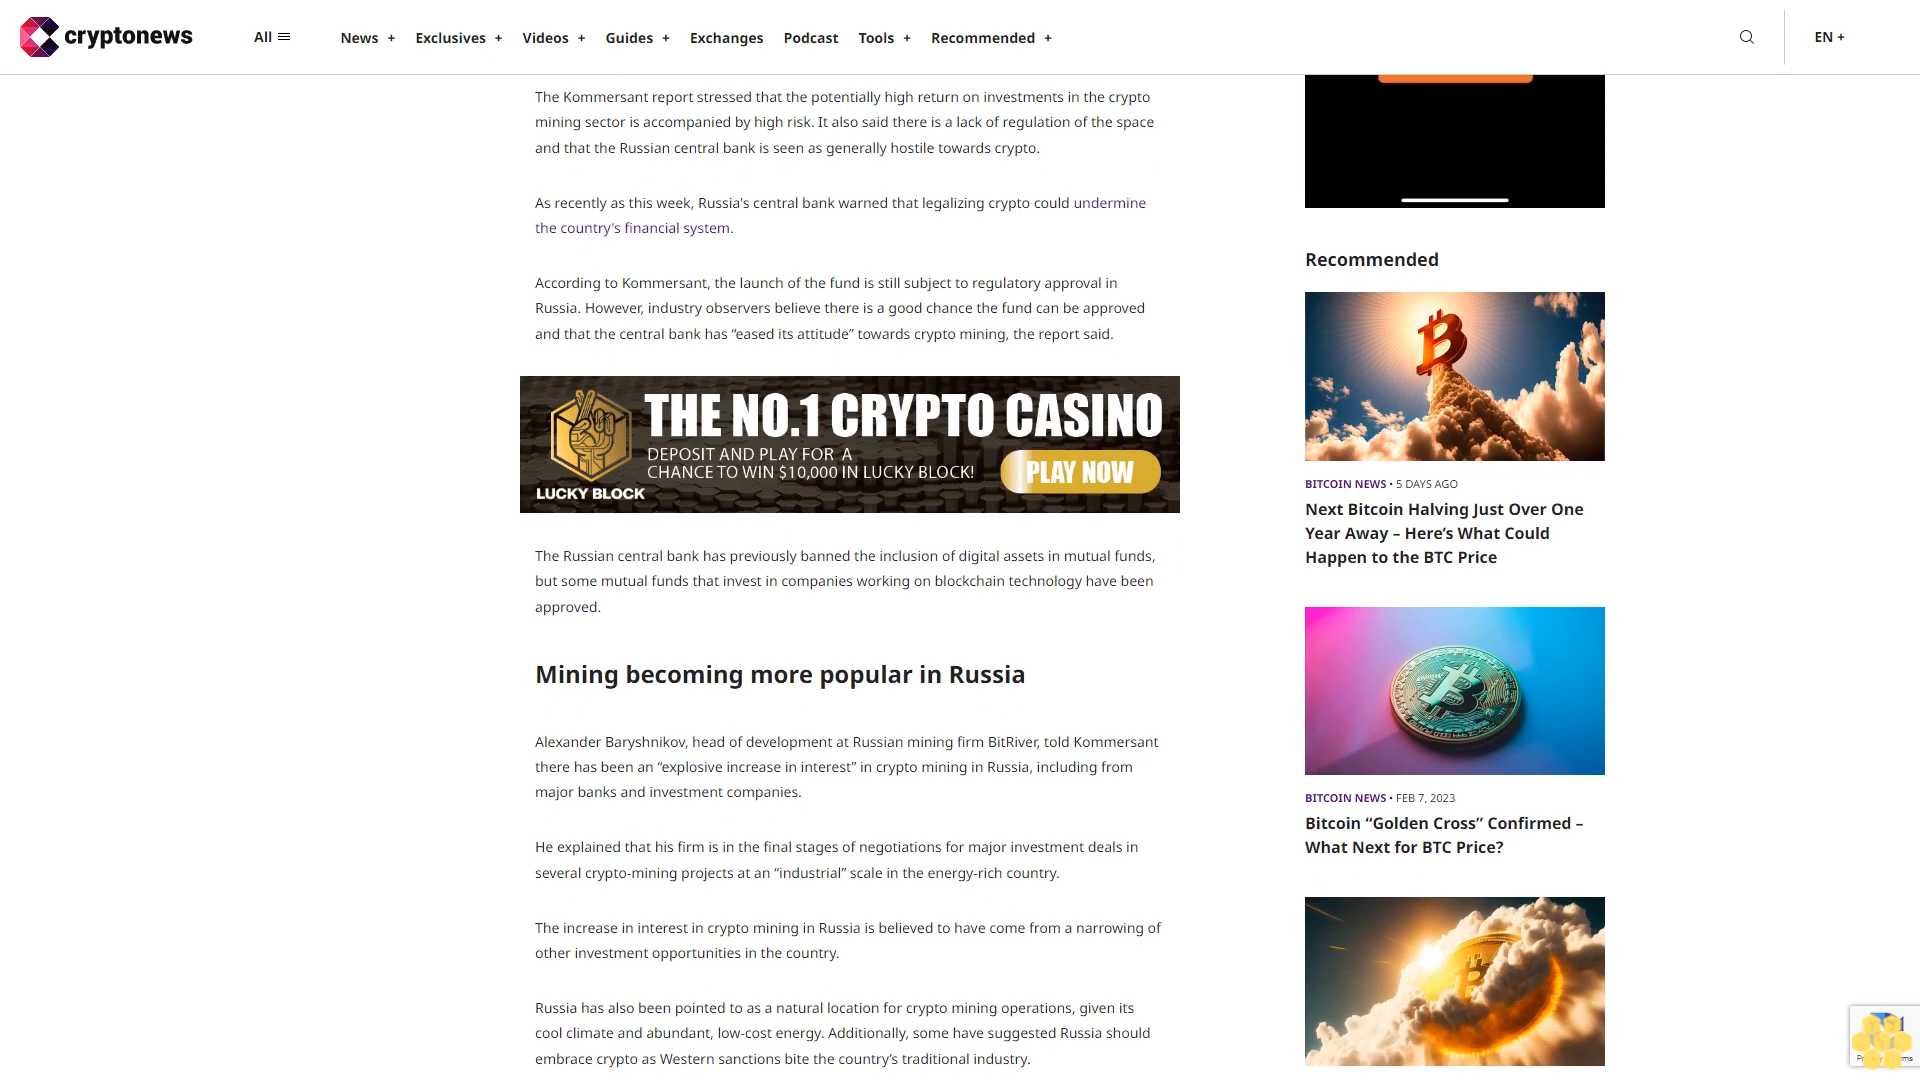 cryptonews
All
News +
Exclusives +
Videos +
Guides +
Exchanges
Podcast
Tools +
Recommended +
EN +
The Kommersant report stressed that the potentially high return on investments in the crypto
mining sector is accompanied by high risk. It also said there is a lack of regulation of the space
and that the Russian central bank is seen as generally hostile towards crypto.
As recently as this week, Russia's central bank warned that legalizing crypto could undermine
the country's financial system.
According to Kommersant, the launch of the fund is still subject to regulatory approval in
Russia. However, industry observers believe there is a good chance the fund can be approved
and that the central bank has “eased its attitude” towards crypto mining, the report said.
THE NO.1 CRYPTO CASINO
DEPOSIT AND PLAY FOR A
CHANCE TO WIN $10,000 IN LUCKY BLOCK!
PLAY NOW
LUCKY BLOCK
The Russian central bank has previously banned the inclusion of digital assets in mutual funds,
but some mutual funds that invest in companies working on blockchain technology have been
approved.
Mining becoming more popular in Russia
Alexander Baryshnikov, head of development at Russian mining firm BitRiver, told Kommersant
there has been an “explosive increase in interest” in crypto mining in Russia, including from
major banks and investment companies.
He explained that his firm is in the final stages of negotiations for major investment deals in
several crypto-mining projects at an “industrial” scale in the energy-rich country.
The increase in interest in crypto mining in Russia is believed to have come from a narrowing of
other investment opportunities in the country.
Russia has also been pointed to as a natural location for crypto mining operations, given its
cool climate and abundant, low-cost energy. Additionally, some have suggested Russia should
embrace crypto as Western sanctions bite the country’s traditional industry.
Recommended
BITCOIN NEWS • 5 DAYS AGO
Next Bitcoin Halving Just Over One
Year Away – Here’s What Could
Happen to the BTC Price
BITCOIN NEWS • FEB 7, 2023
Bitcoin “Golden Cross” Confirmed –
What Next for BTC Price?